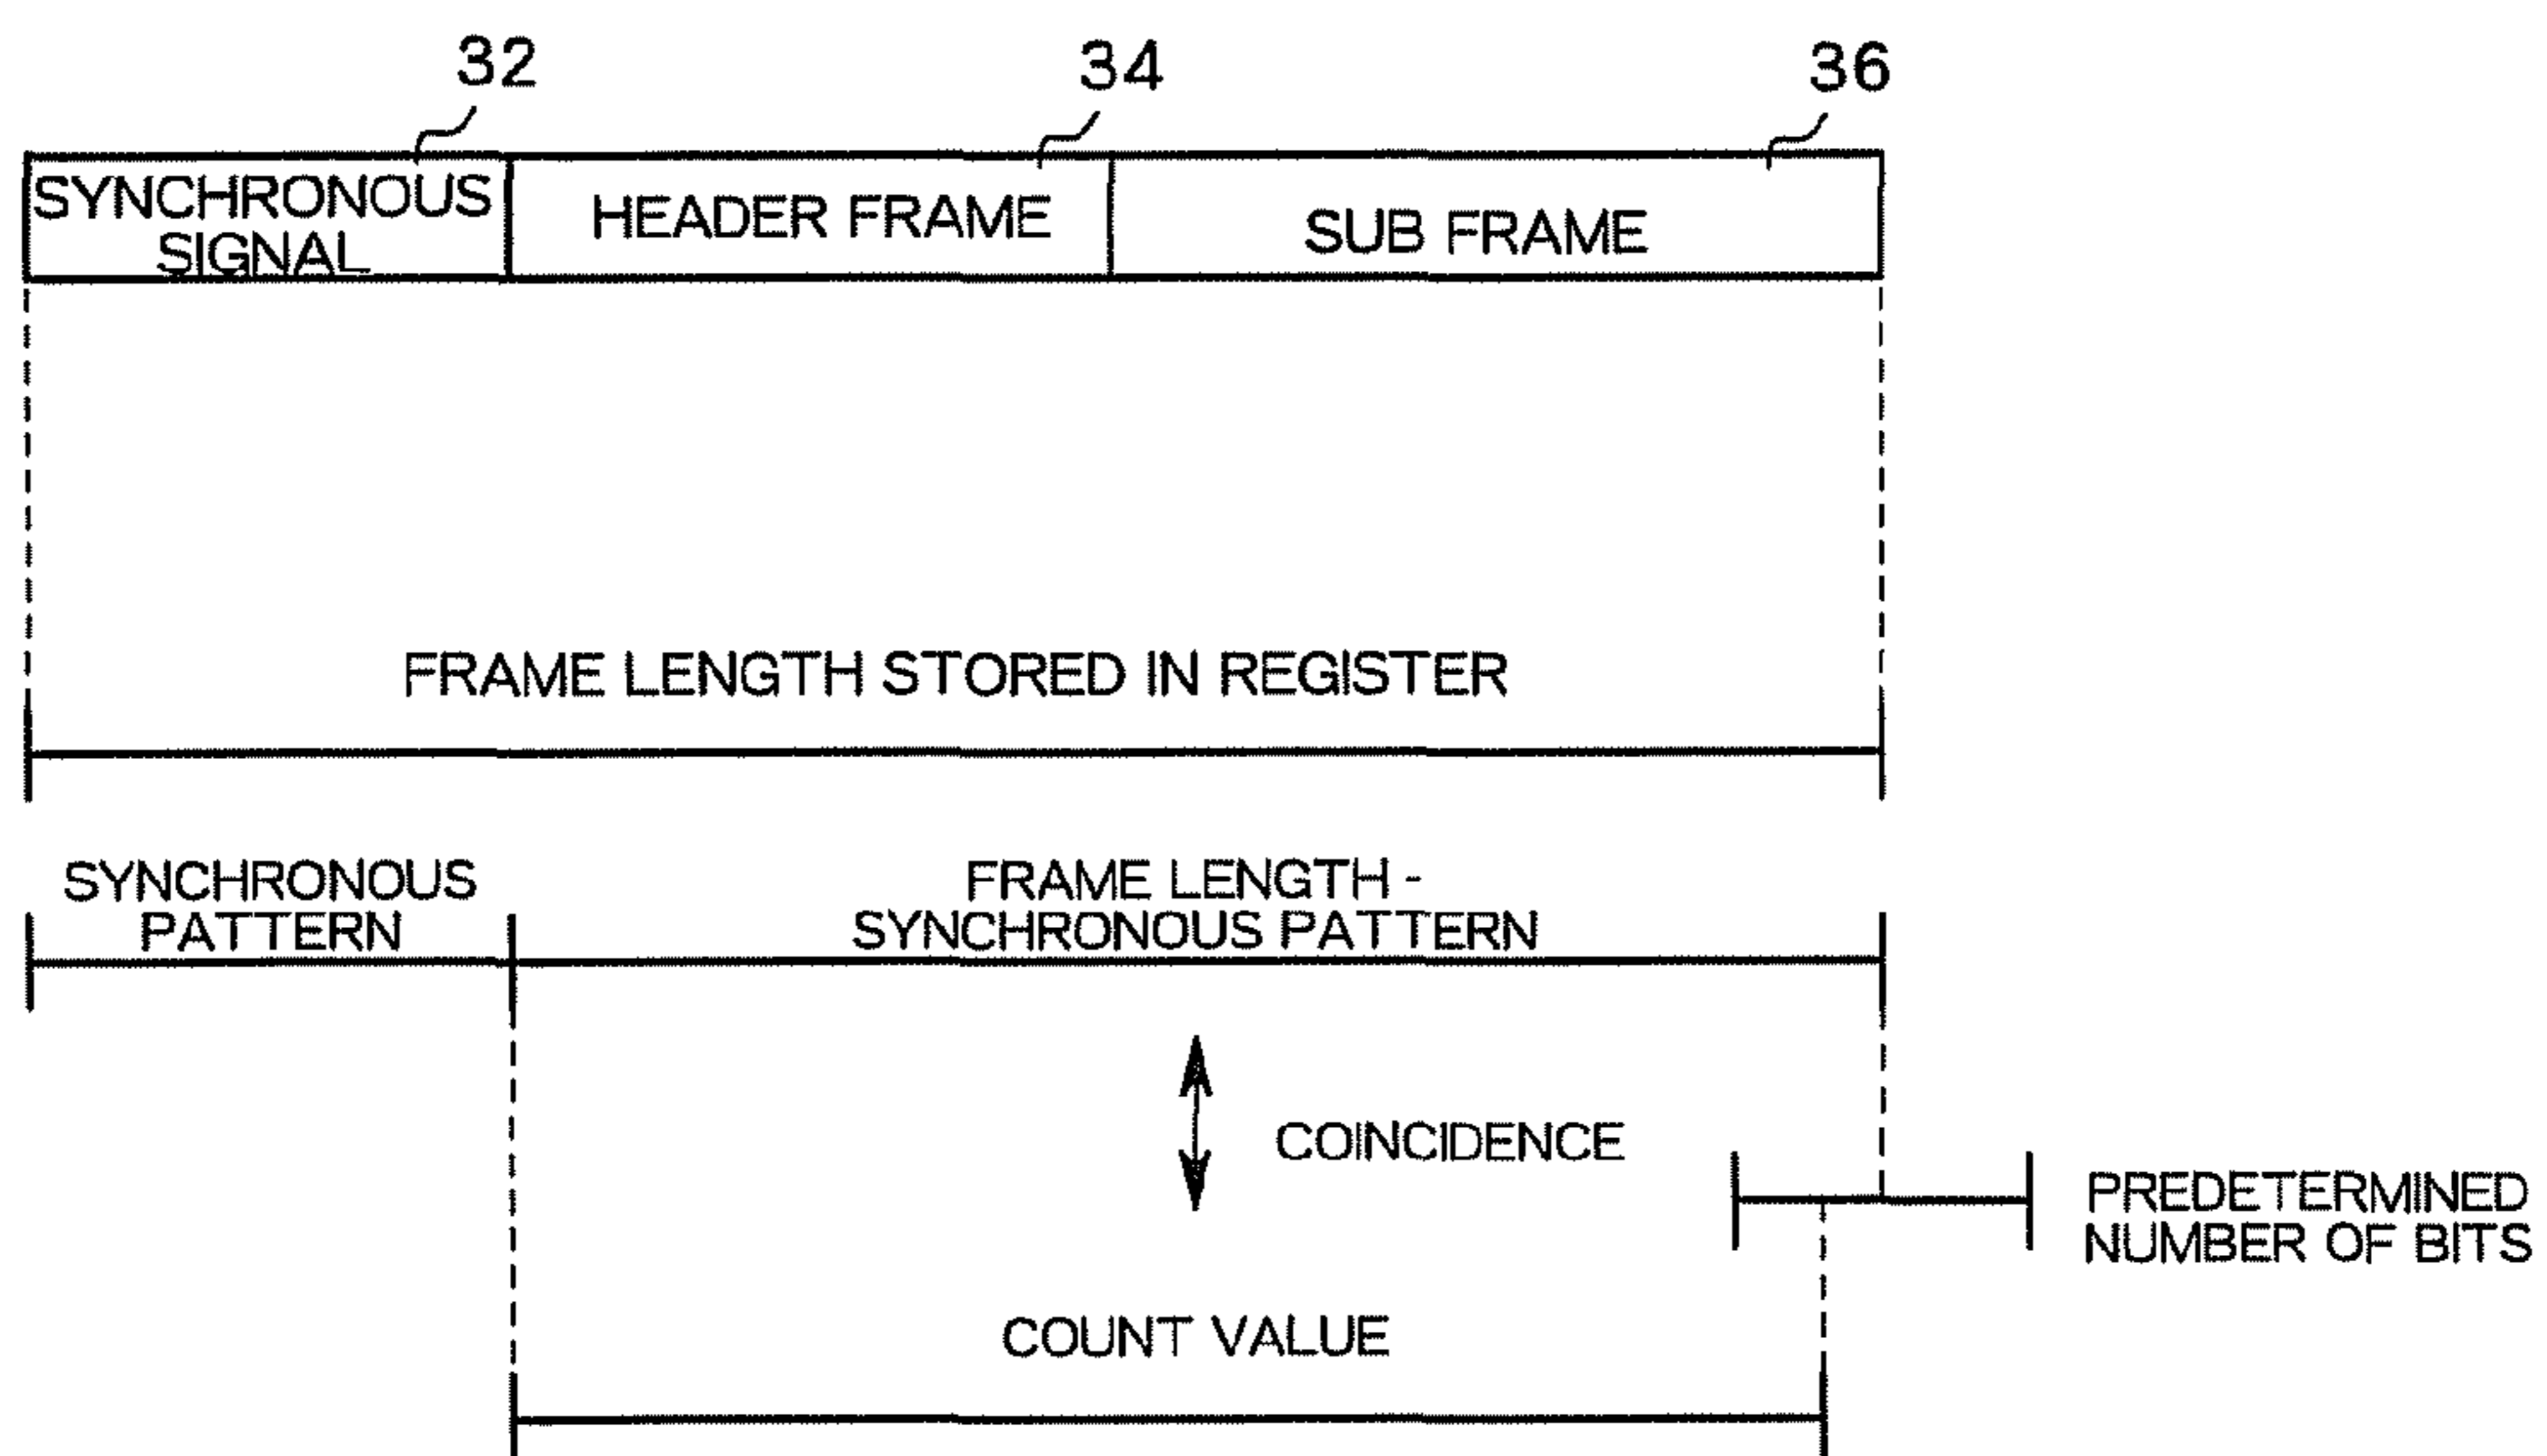 32
34
36
SYNCHRONOUS
SIGNAL
HEADER FRAME
SUB FRAME
FRAME LENGTH STORED IN REGISTER
SYNCHRONOUS
PATTERN
FRAME LENGTH -
SYNCHRONOUS PATTERN
COINCIDENCE
PREDETERMINED
NUMBER OF BITS
COUNT VALUE